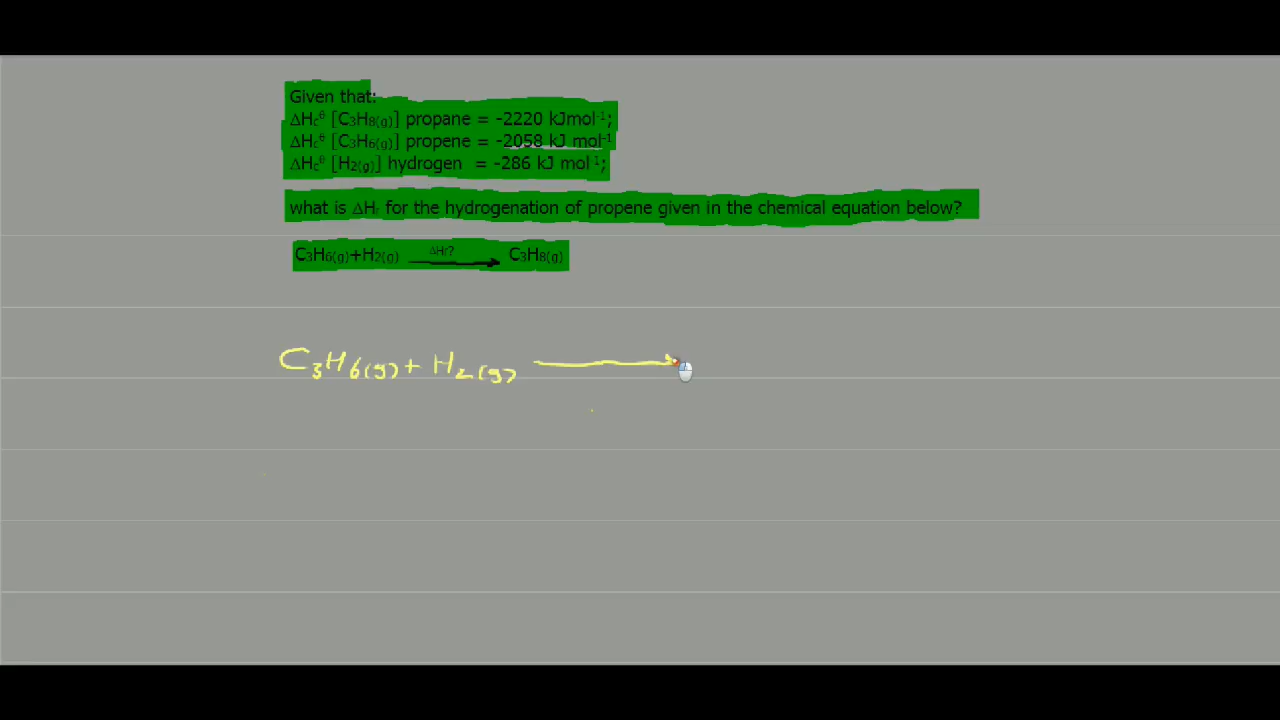 Given that:
ΔHcᶿ [C₃H₈(g)] propane = -2220 kJmol⁻¹;
ΔHcᶿ [C₃H₆(g)] propene = -2058 kJ mol⁻¹
ΔHcᶿ [H₂(g)] hydrogen = -286 kJ mol⁻¹;
what is ΔHᵣ for the hydrogenation of propene given in the chemical equation below?
C₃H₆(g)+H₂(g) ΔHr? → C₃H₈(g)
C₃H₆(g) + H₂(g) →